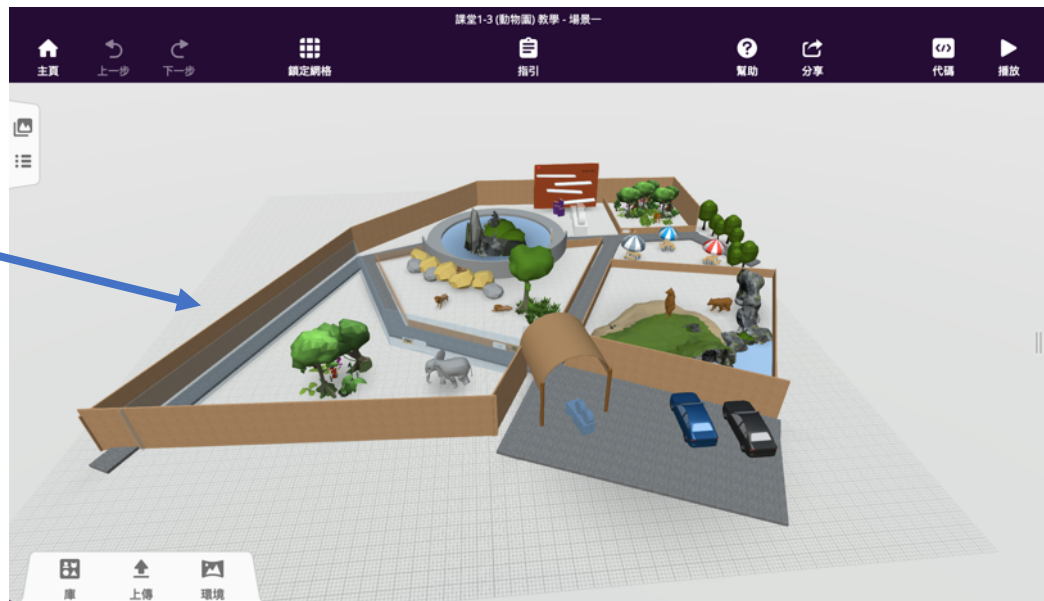 課堂1-3 (動物園) 教學 - 場景一
主頁
上一步
下一步
鎖定網格
指引
幫助
分享
代碼
播放
庫
上傳
環境